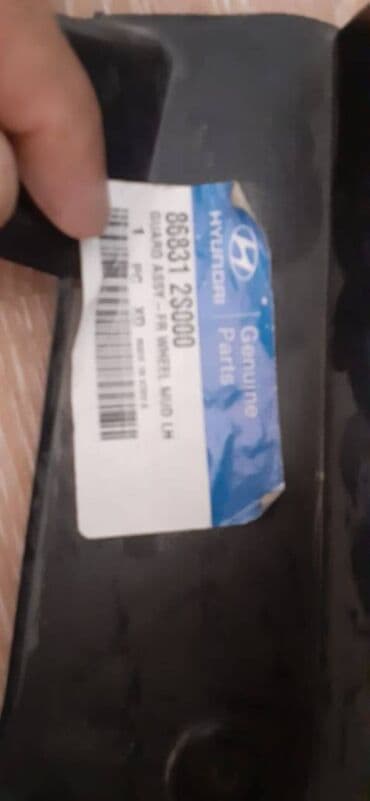 HYUNDAI
Genuine
Parts
86831 2S000
GUARD ASSY-FR WHEEL MUD LH
1 PC
MADE IN KOREA